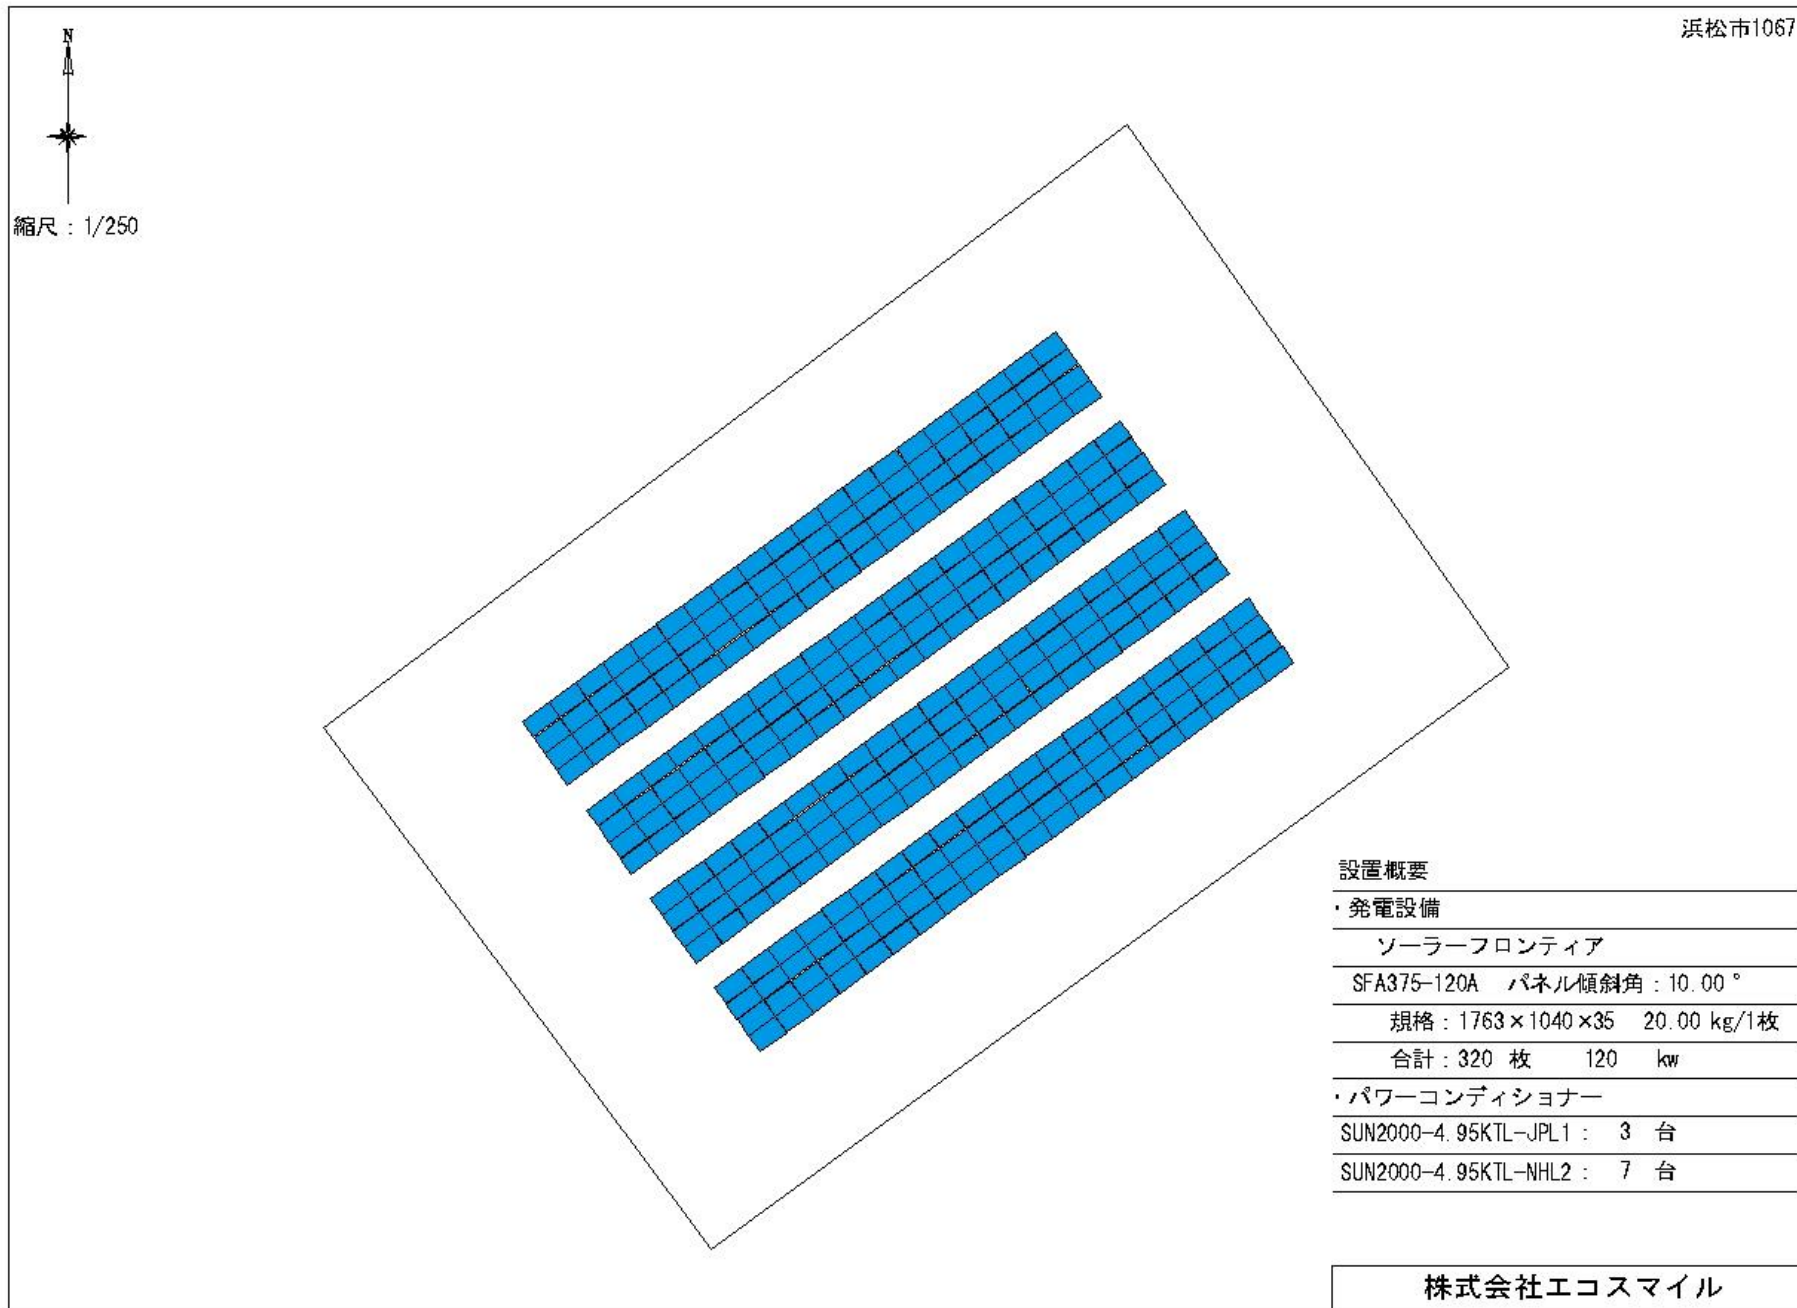 浜松市1067
N
縮尺：1/250
設置概要
・発電設備
ソーラーフロンティア
SFA375-120A パネル傾斜角：10.00°
規格：1763×1040×35 20.00 kg/1枚
合計：320 枚 120 kw
・パワーコンディショナー
SUN2000-4.95KTL-JPL1： 3 台
SUN2000-4.95KTL-NHL2： 7 台
株式会社エコスマイル